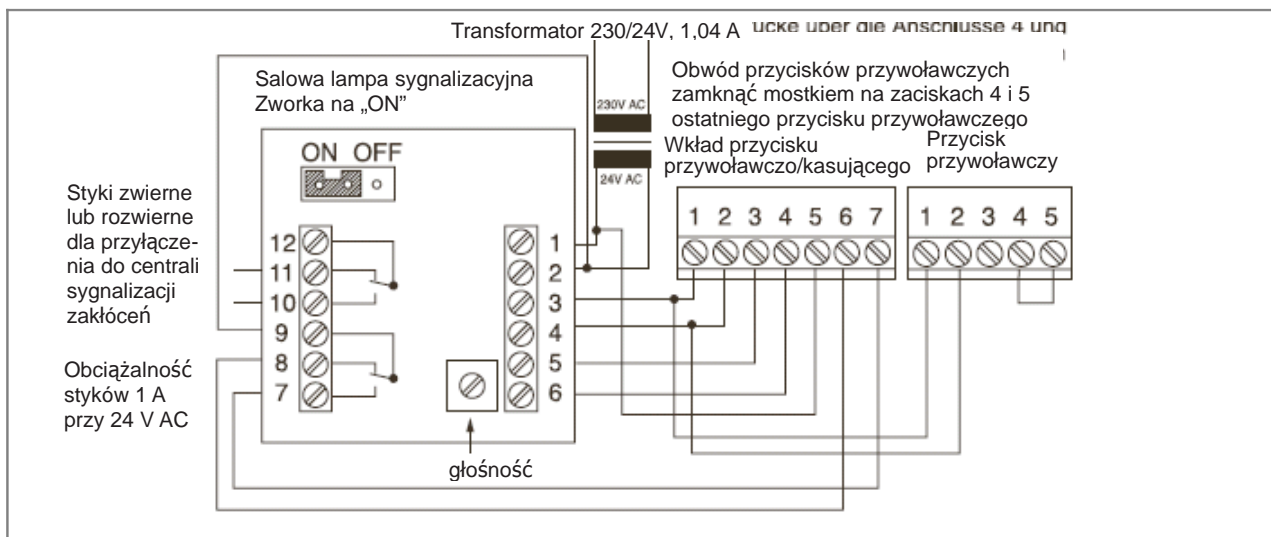 Transformator 230/24V, 1,04 A
ucke über die Anschlüsse 4 und
Salowa lampa sygnalizacyjna
Zworka na „ON”
Obwód przycisków przywoławczych
zamknąć mostkiem na zaciskach 4 i 5
ostatniego przycisku przywoławczego
230V AC
24V AC
Wkład przycisku
przywoławczo/kasującego
Przycisk
przywoławczy
ON OFF
Styki zwierne
lub rozwierne
dla przyłącze-
nia do centrali
sygnalizacji
zakłóceń
Obciążalność
styków 1 A
przy 24 V AC
12
11
10
9
8
7
1
2
3
4
5
6
1 2 3 4 5 6 7
1 2 3 4 5
głośność